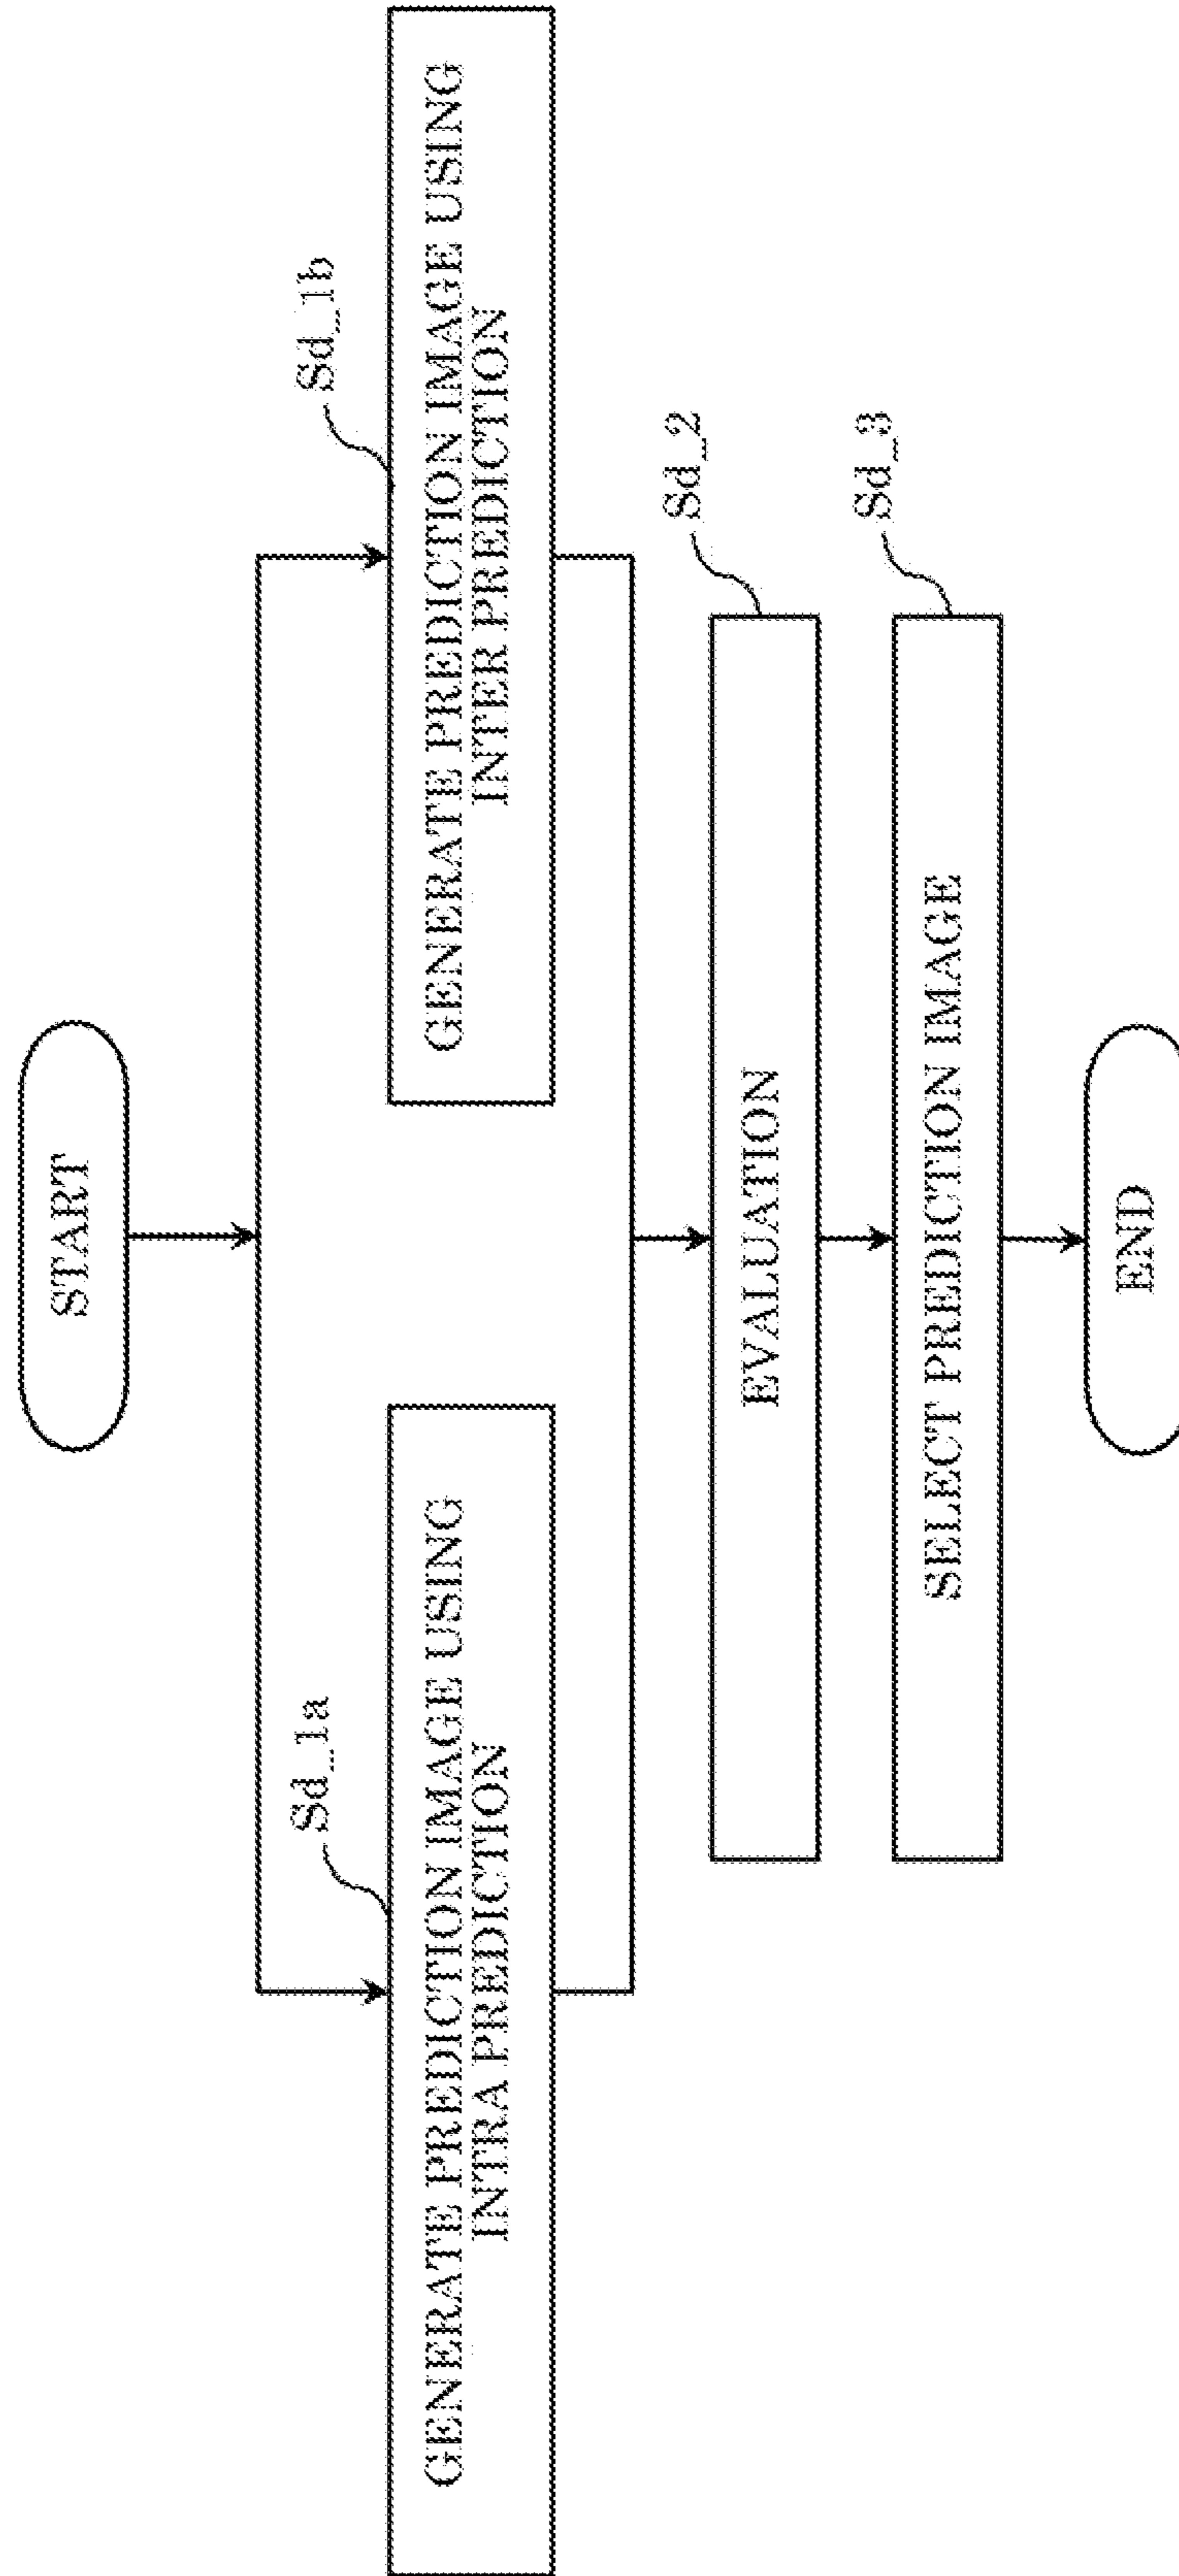 START
Sd_1a
GENERATE PREDICTION IMAGE USING
INTRA PREDICTION
Sd_1b
GENERATE PREDICTION IMAGE USING
INTER PREDICTION
Sd_2
EVALUATION
Sd_3
SELECT PREDICTION IMAGE
END